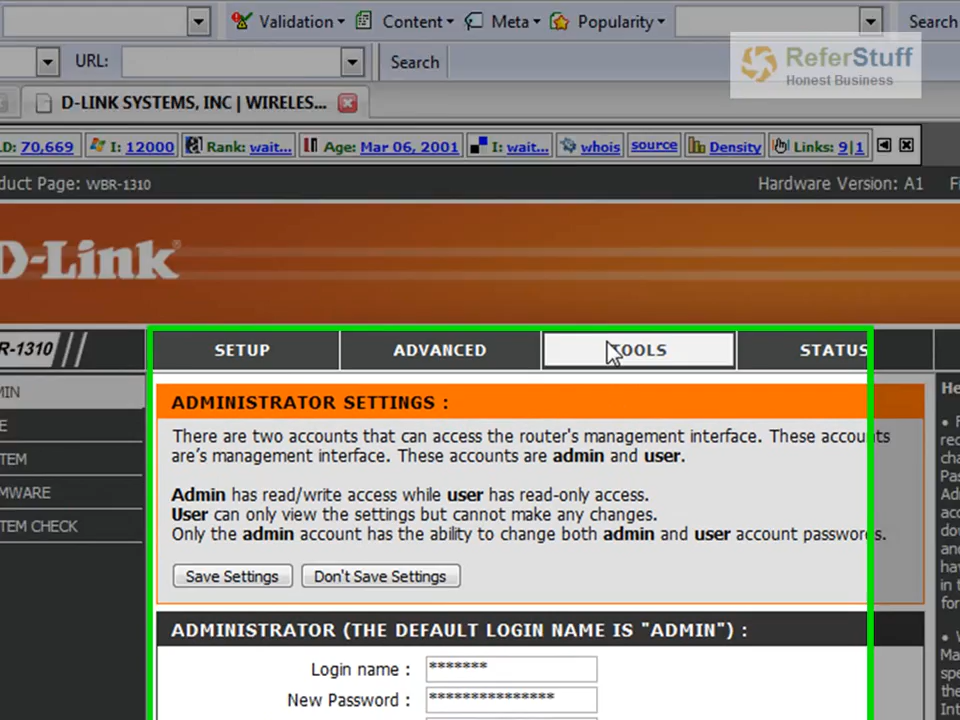 Validation Content Meta Popularity Search
URL: Search
ReferStuff
Honest Business
D-LINK SYSTEMS, INC | WIRELES...
LD: 70,669 I: 12000 Rank: wait... Age: Mar 06, 2001 I: wait... whois source Density Links: 9|1
duct Page: WBR-1310 Hardware Version: A1 Fi
D-Link
BR-1310 SETUP ADVANCED TOOLS STATUS
MIN
E
TEM
MWARE
TEM CHECK
ADMINISTRATOR SETTINGS :
There are two accounts that can access the router's management interface. These accounts
are's management interface. These accounts are admin and user.
Admin has read/write access while user has read-only access.
User can only view the settings but cannot make any changes.
Only the admin account has the ability to change both admin and user account passwords.
Save Settings Don't Save Settings
ADMINISTRATOR (THE DEFAULT LOGIN NAME IS "ADMIN") :
Login name : *******
New Password : ***************
He